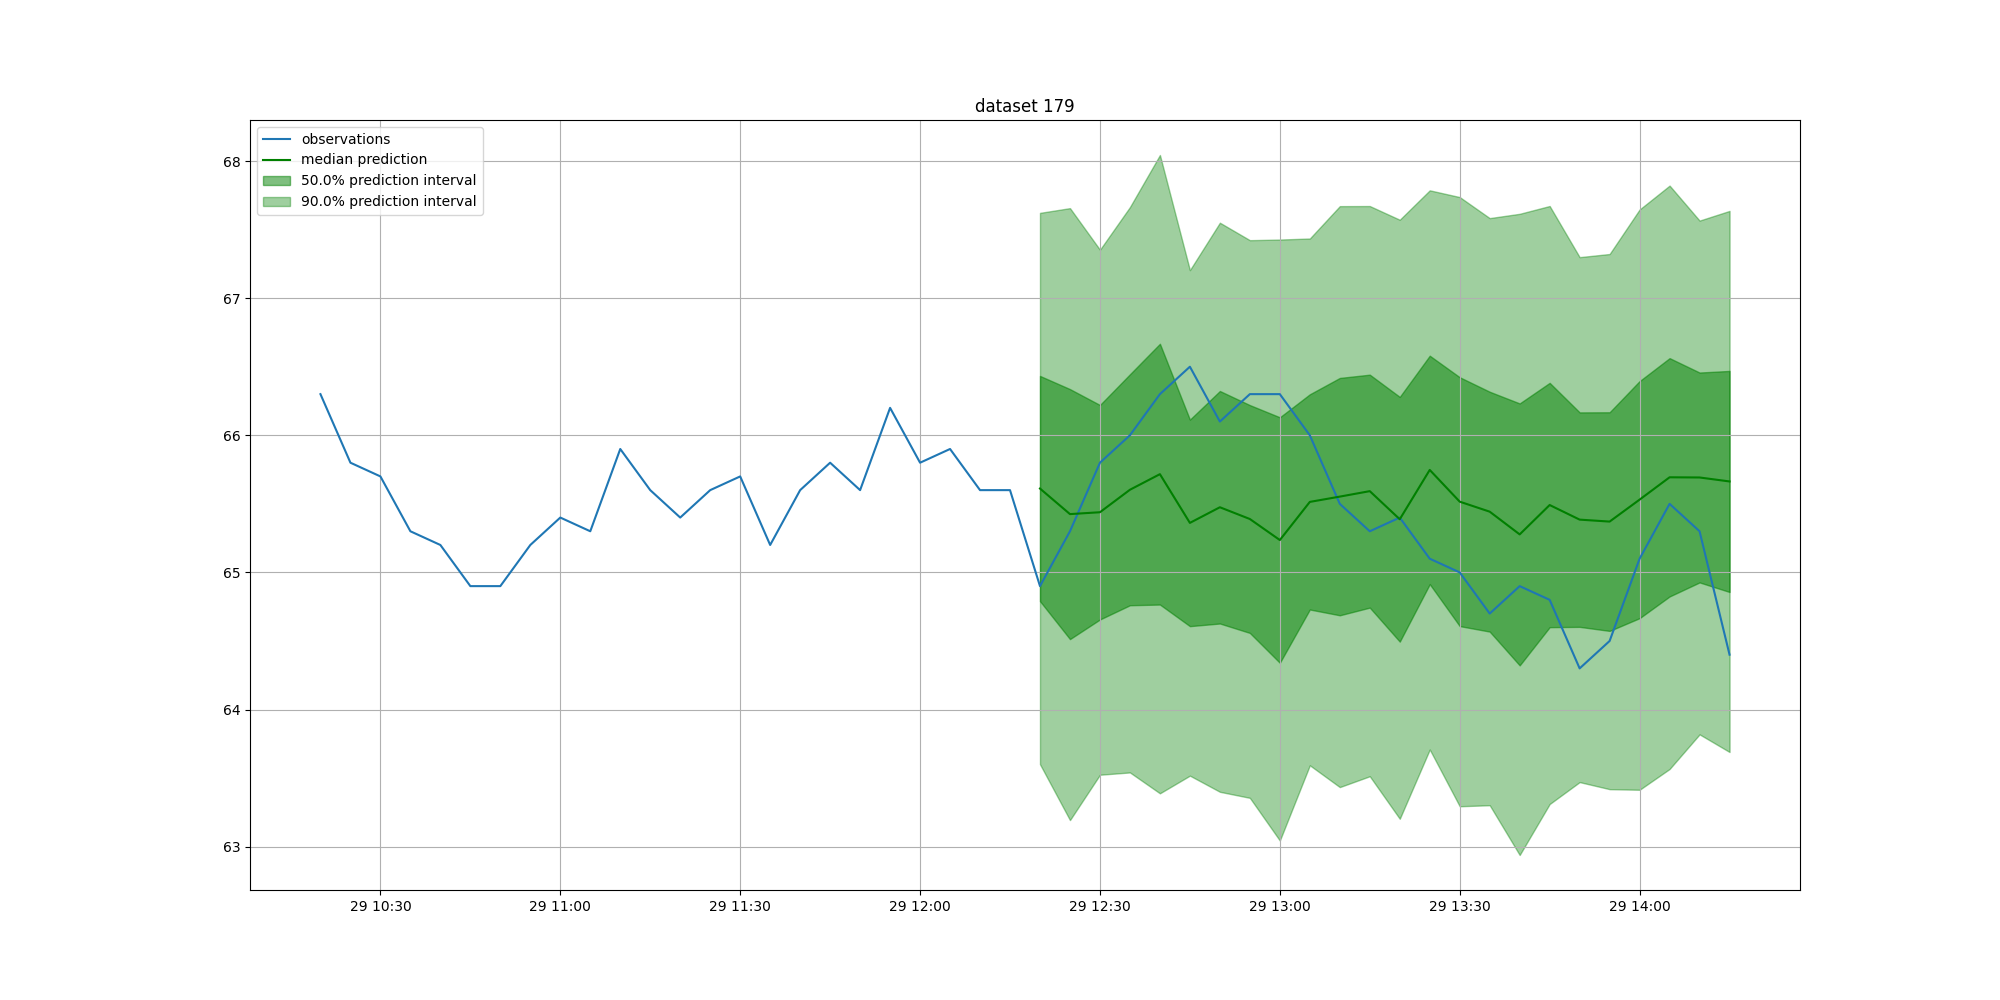 dataset 179
observations
median prediction
50.0% prediction interval
90.0% prediction interval
68
67
66
65
64
63
29 10:30 29 11:00 29 11:30 29 12:00 29 12:30 29 13:00 29 13:30 29 14:00